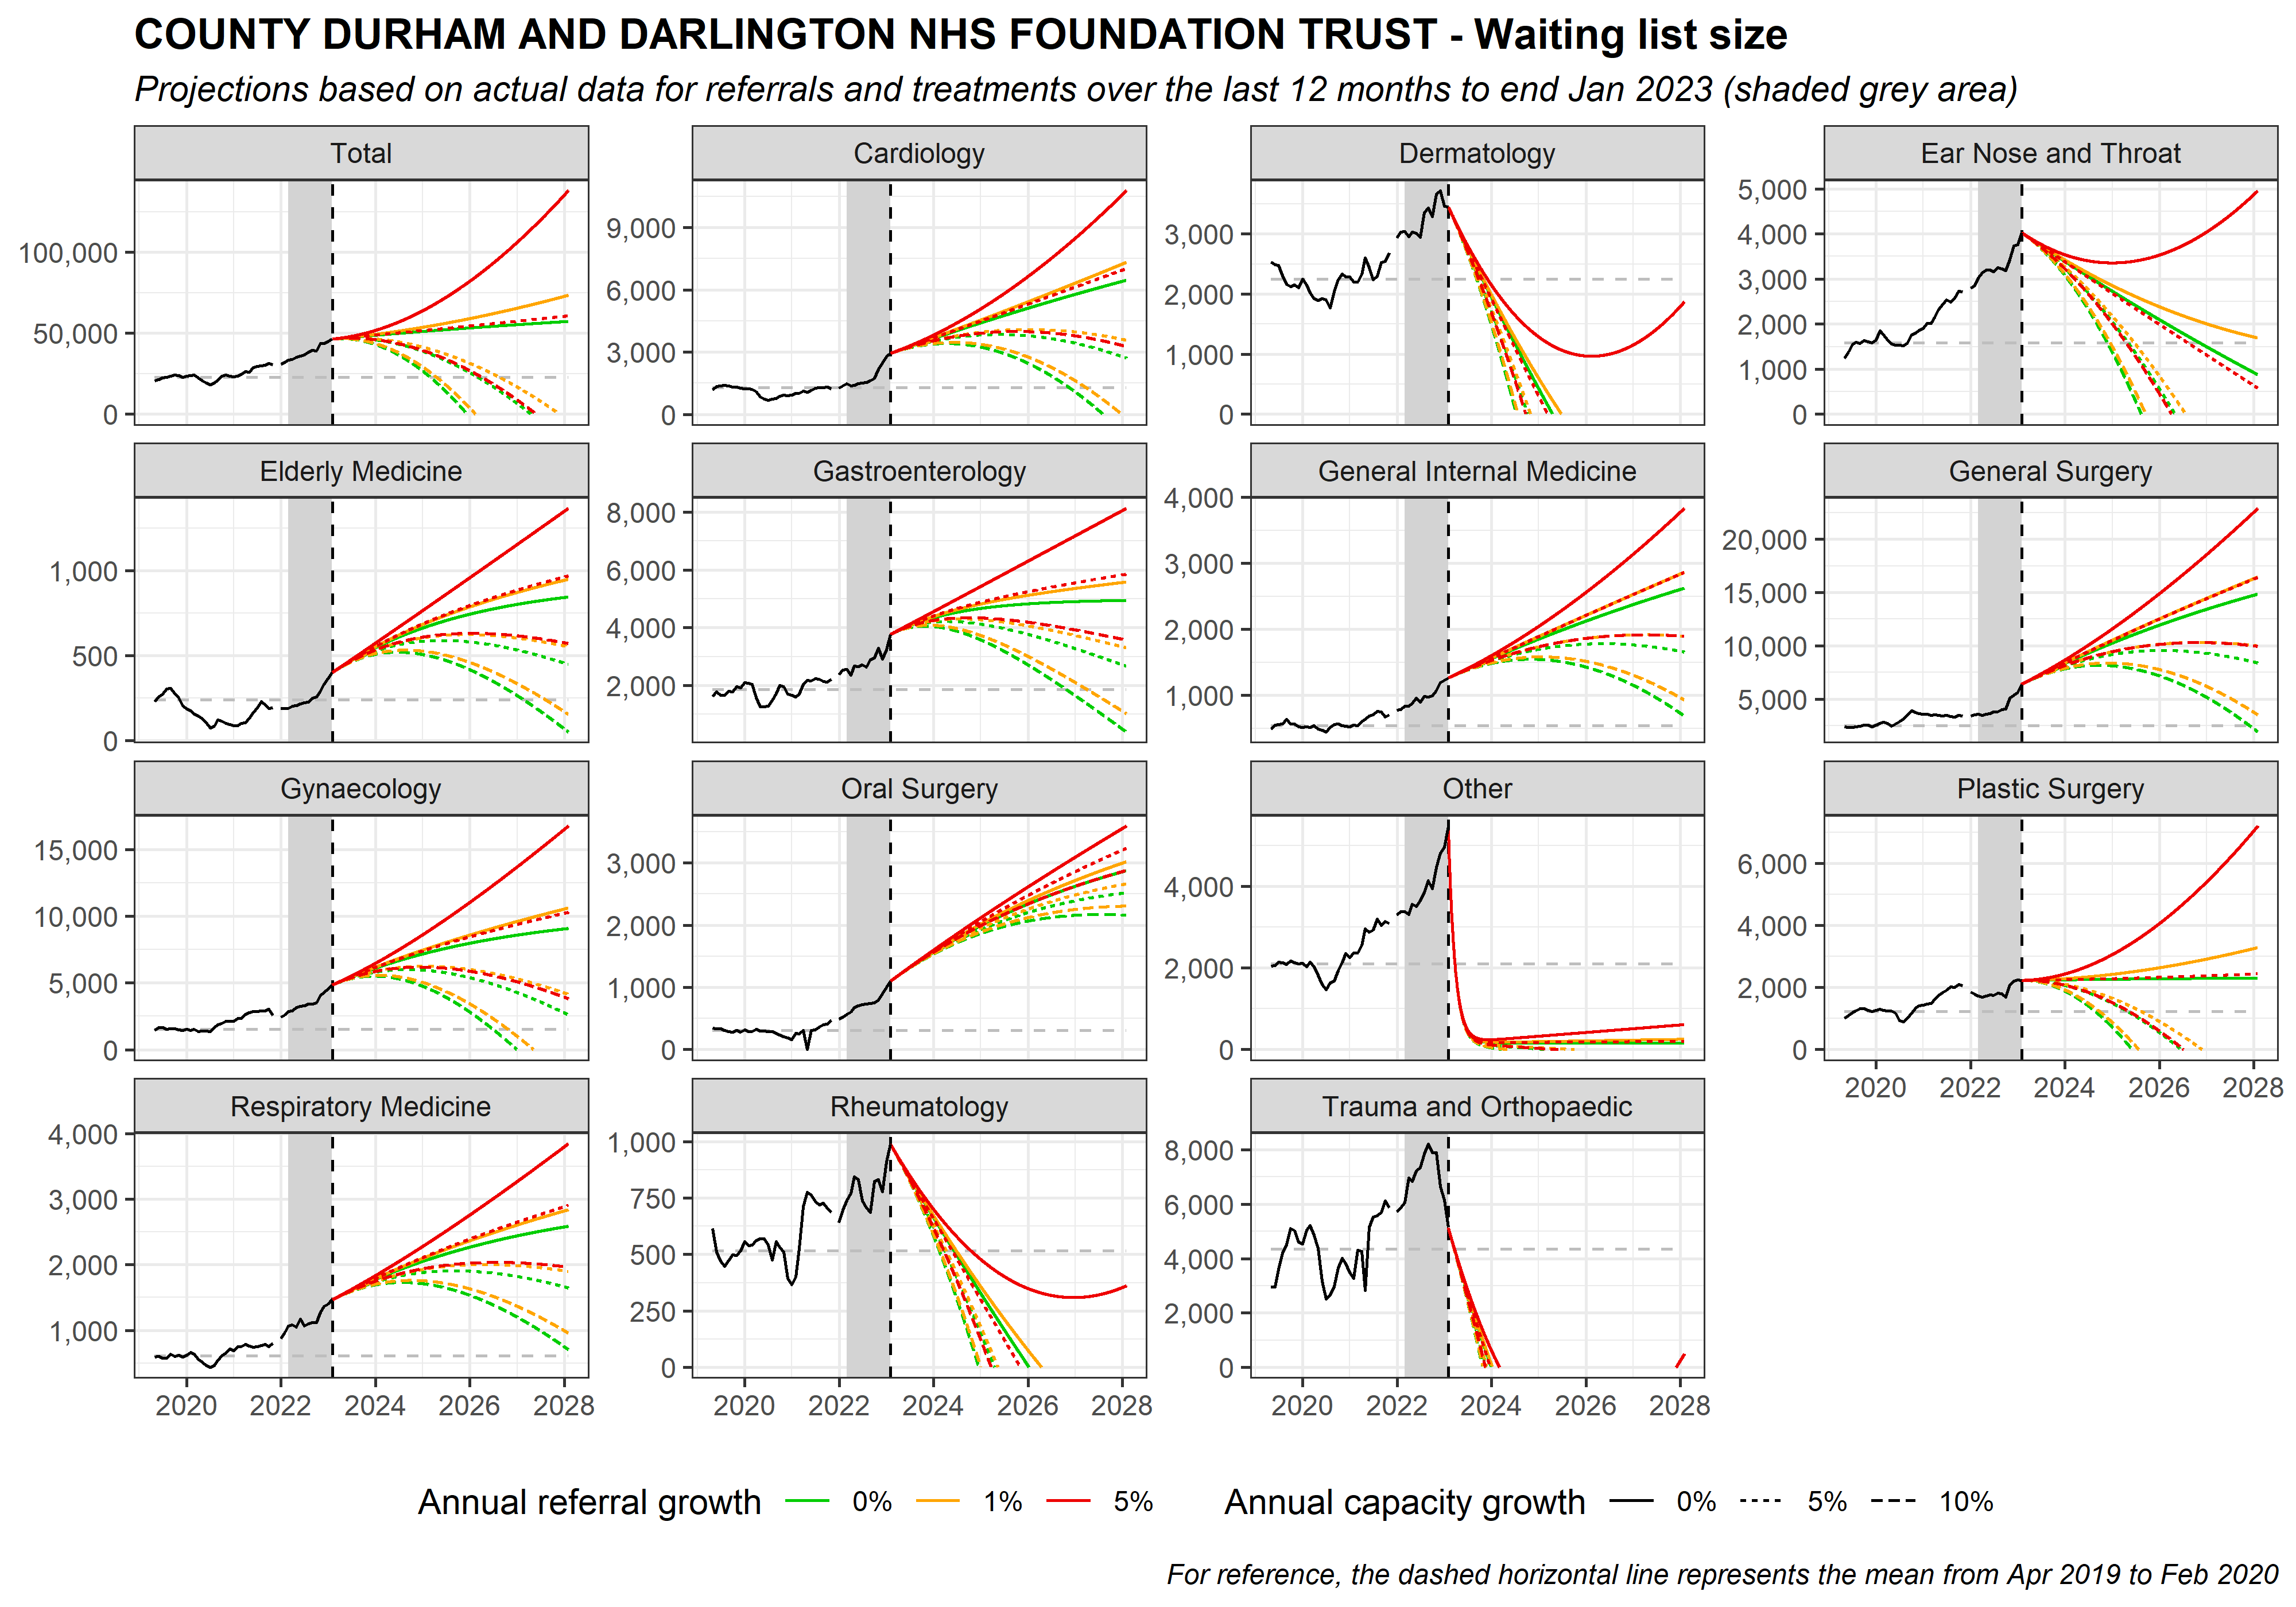 COUNTY DURHAM AND DARLINGTON NHS FOUNDATION TRUST - Waiting list size
Projections based on actual data for referrals and treatments over the last 12 months to end Jan 2023 (shaded grey area)
Total
100,000
50,000
0
Cardiology
9,000
6,000
3,000
0
Dermatology
3,000
2,000
1,000
0
Ear Nose and Throat
5,000
4,000
3,000
2,000
1,000
0
Elderly Medicine
1,000
500
0
Gastroenterology
8,000
6,000
4,000
2,000
General Internal Medicine
4,000
3,000
2,000
1,000
General Surgery
20,000
15,000
10,000
5,000
Gynaecology
15,000
10,000
5,000
0
Oral Surgery
3,000
2,000
1,000
0
Other
4,000
2,000
0
Plastic Surgery
6,000
4,000
2,000
0
2020 2022 2024 2026 2028
Respiratory Medicine
4,000
3,000
2,000
1,000
2020 2022 2024 2026 2028
Rheumatology
1,000
750
500
250
0
2020 2022 2024 2026 2028
Trauma and Orthopaedic
8,000
6,000
4,000
2,000
0
2020 2022 2024 2026 2028
Annual referral growth 0% 1% 5% Annual capacity growth 0% 5% 10%
For reference, the dashed horizontal line represents the mean from Apr 2019 to Feb 2020